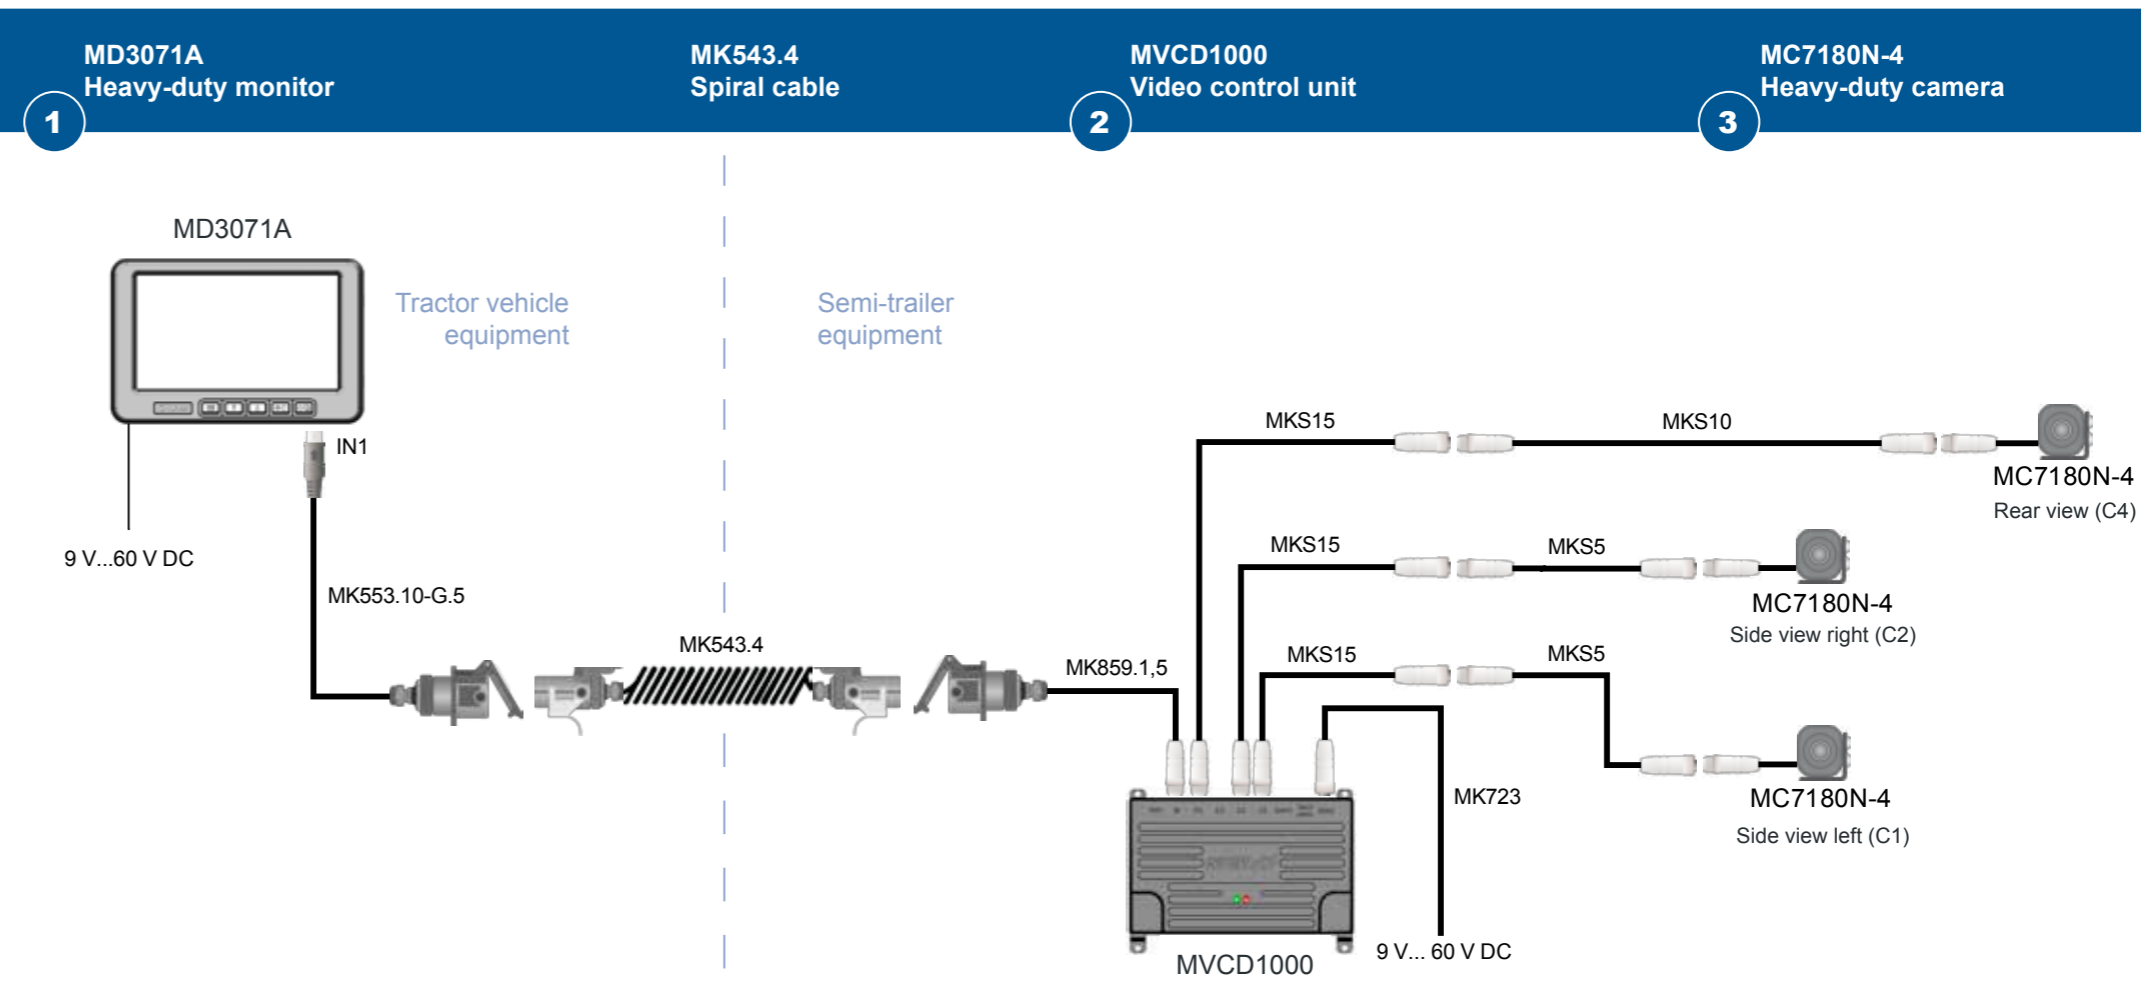 MD3071A
Heavy-duty monitor
MK543.4
Spiral cable
MVCD1000
Video control unit
MC7180N-4
Heavy-duty camera
1
2
3
MD3071A
Tractor vehicle
equipment
Semi-trailer
equipment
IN1
9 V...60 V DC
MK553.10-G.5
MK543.4
MK859.1,5
MKS15
MKS10
MC7180N-4
Rear view (C4)
MKS15
MKS5
MC7180N-4
Side view right (C2)
MKS15
MKS5
MC7180N-4
Side view left (C1)
MK723
9 V... 60 V DC
MVCD1000